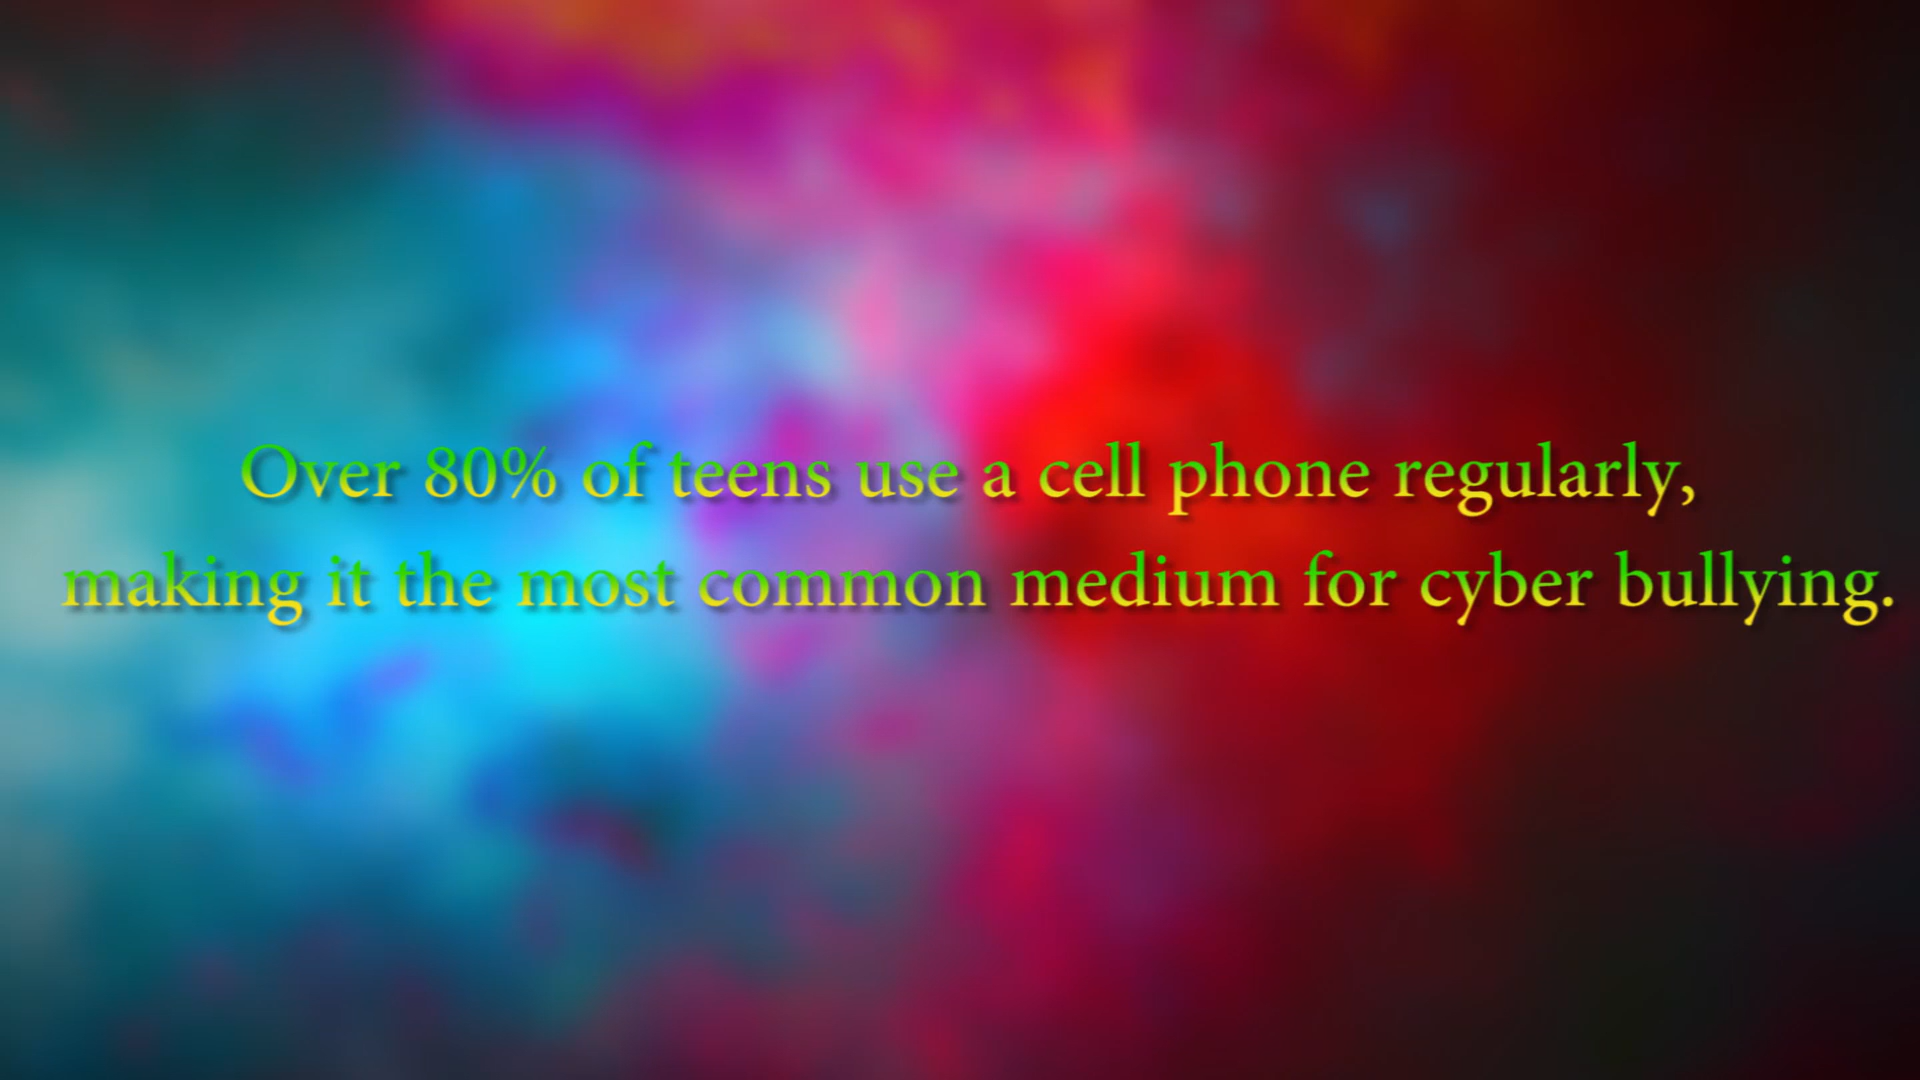 Over 80% of teens use a cell phone regularly,
making it the most common medium for cyber bullying.